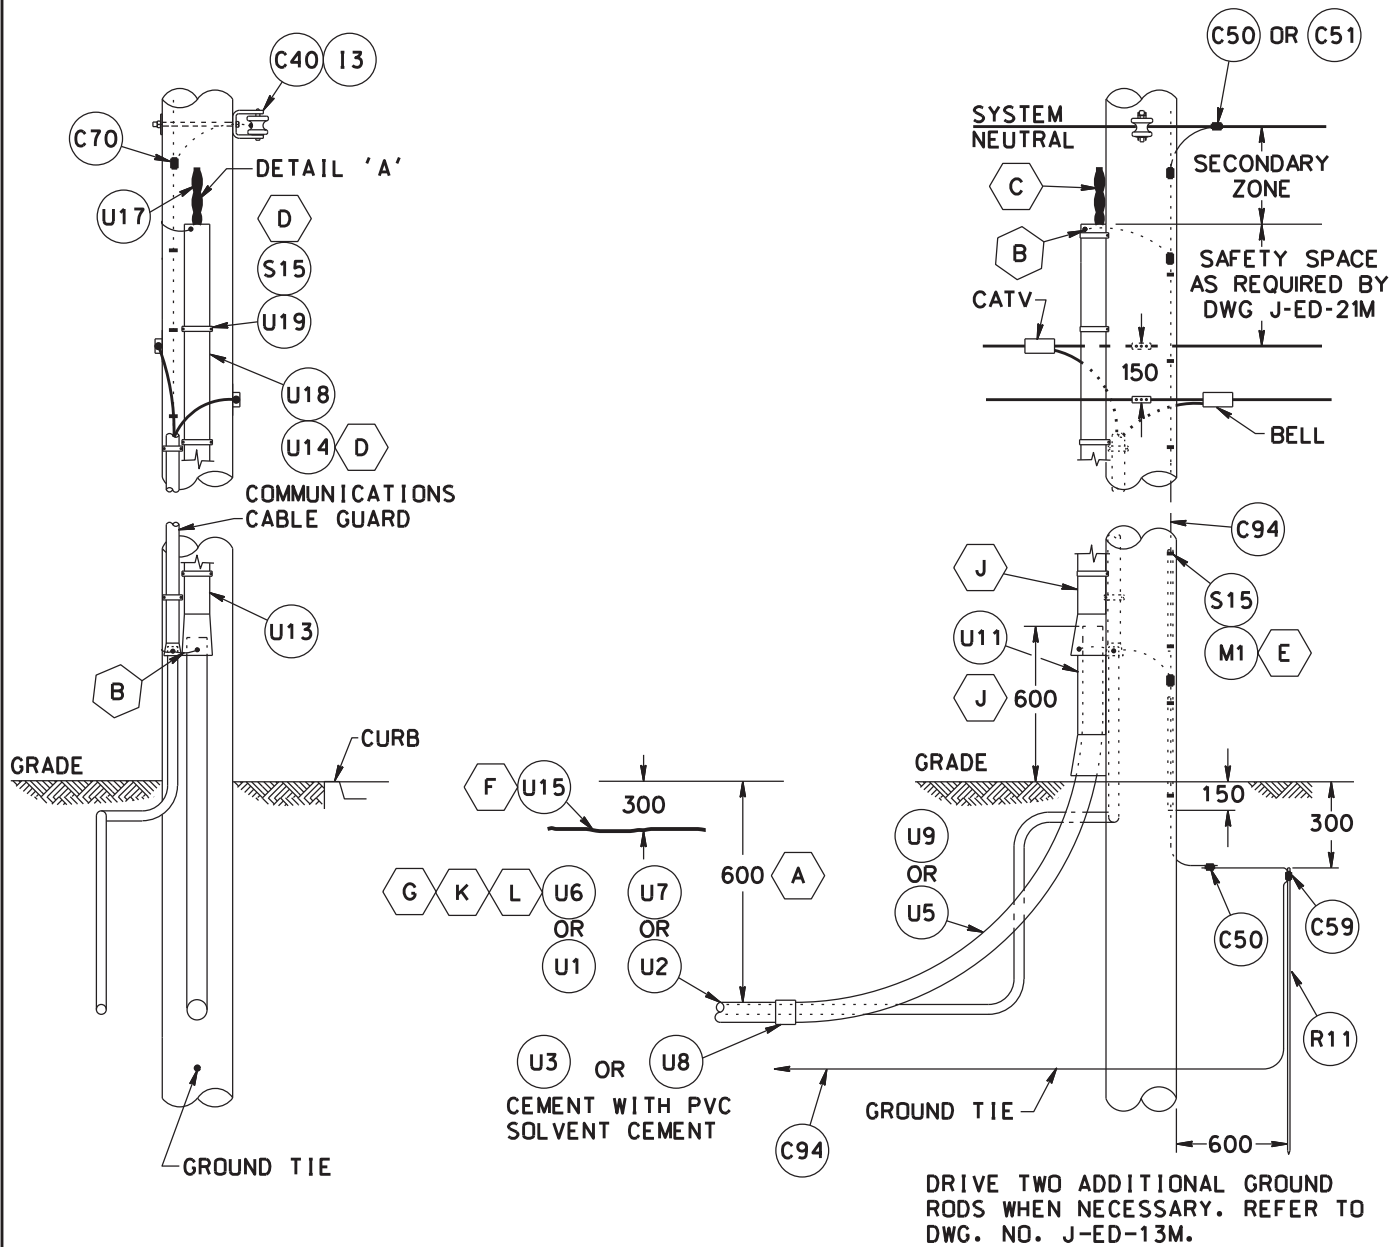 C40 I3
C70
DETAIL 'A'
U17
D
S15
U19
U18
U14 D
COMMUNICATIONS
CABLE GUARD
U13
B
CURB
GRADE
GROUND TIE
C50 OR C51
SYSTEM
NEUTRAL
SECONDARY
ZONE
C
B
SAFETY SPACE
AS REQUIRED BY
DWG J-ED-21M
CATV
150
BELL
C94
J
S15
U11
M1 E
J 600
GRADE
F U15
300
150
300
U9
OR
U5
600 A
G K L U6 U7
OR OR
U1 U2
C50
C59
R11
U3 OR U8
CEMENT WITH PVC
SOLVENT CEMENT
GROUND TIE
C94
600
DRIVE TWO ADDITIONAL GROUND
RODS WHEN NECESSARY. REFER TO
DWG. NO. J-ED-13M.